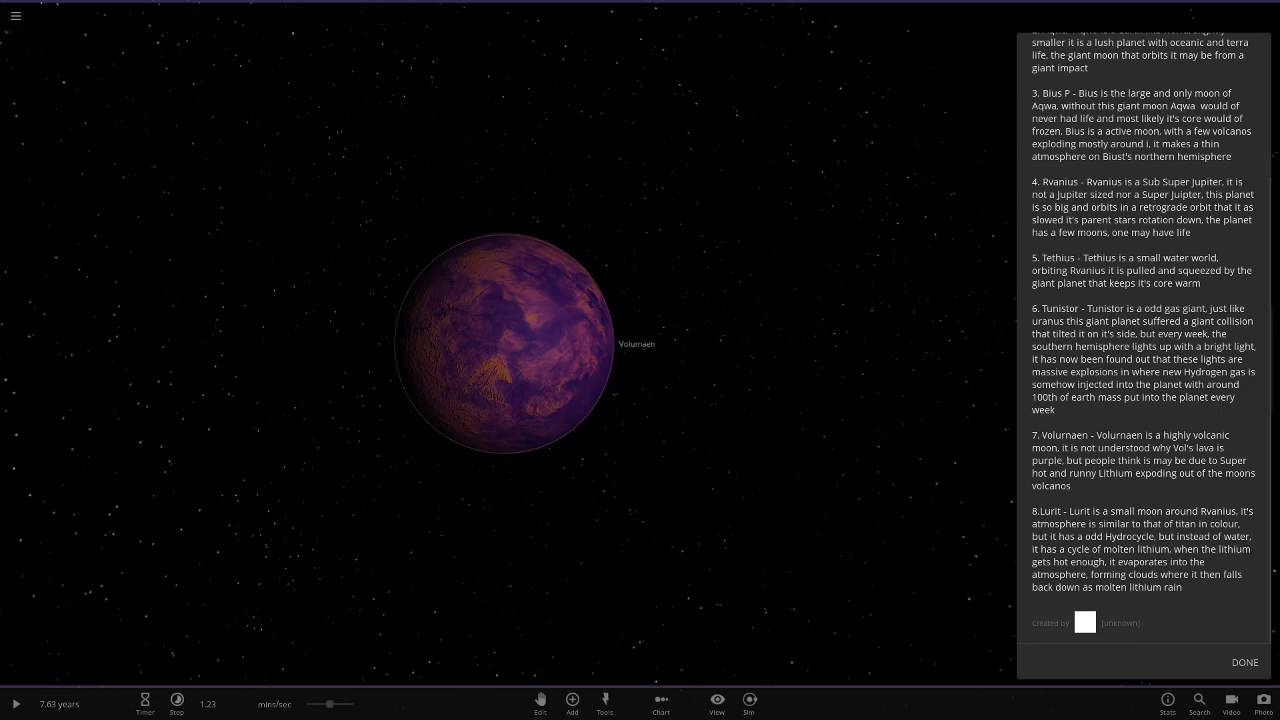 smaller it is a lush planet with oceanic and terra
life, the giant moon that orbits it may be from a
giant impact
3. Bius P - Bius is the large and only moon of
Aqwa, without this giant moon Aqwa would of
never had life and most likely it's core would of
frozen, Bius is a active moon, with a few volcanos
exploding mostly around i, it makes a thin
atmosphere on Biust's northern hemisphere
4. Rvanius - Rvanius is a Sub Super Jupiter, it is
not a Jupiter sized nor a Super Juipter, this planet
is so big and orbits in a retrograde orbit that it as
slowed it's parent stars rotation down, the planet
has a few moons, one may have life
5. Tethius - Tethius is a small water world,
orbiting Rvanius it is pulled and squeezed by the
giant planet that keeps it's core warm
6. Tunistor - Tunistor is a odd gas giant, just like
uranus this giant planet suffered a giant collision
that tilted it on it's side, but every week, the
southern hemisphere lights up with a bright light,
it has now been found out that these lights are
massive explosions in where new Hydrogen gas is
somehow injected into the planet with around
100th of earth mass put into the planet every
week
7. Volurnaen - Volurnaen is a highly volcanic
moon, it is not understood why Vol's lava is
purple, but people think is may be due to Super
hot and runny Lithium expoding out of the moons
volcanos
8.Lurit - Lurit is a small moon around Rvanius, it's
atmosphere is similar to that of titan in colour,
but it has a odd Hydrocycle, but instead of water,
it has a cycle of molten lithium, when the lithium
gets hot enough, it evaporates into the
atmosphere, forming clouds where it then falls
back down as molten lithium rain
Created by [unknown]
DONE
Volurnaen
7.63 years
Timer
Step
1.23
mins/sec
Edit
Add
Tools
Chart
View
Sim
Stats
Search
Video
Photo